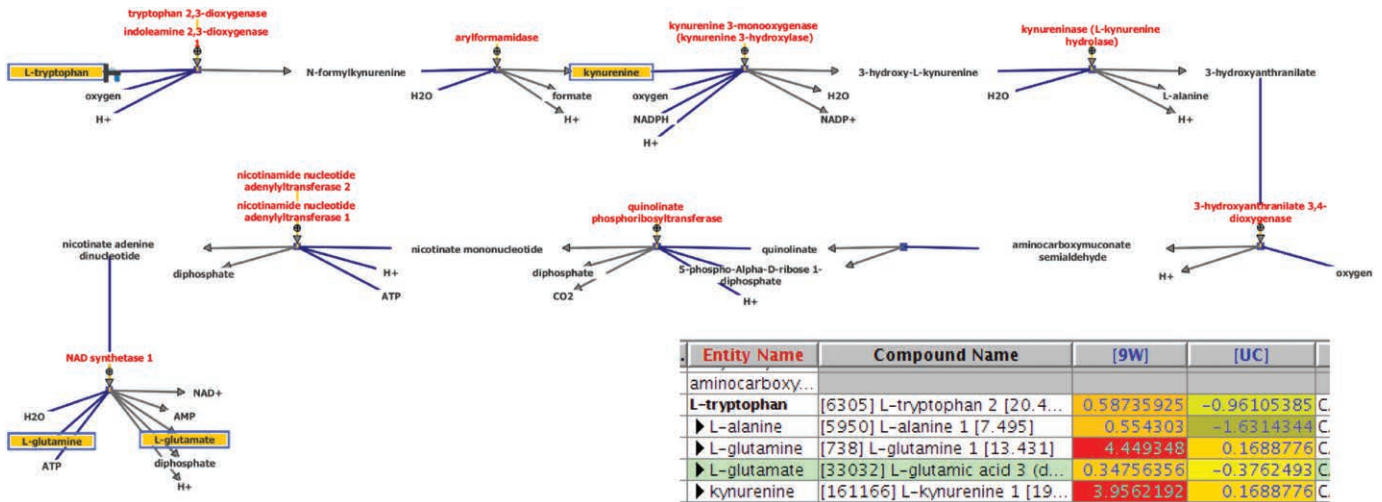 tryptophan 2,3-dioxygenase
indoleamine 2,3-dioxygenase
L-tryptophan
oxygen
H+
N-formylkynurenine
arylformamidase
H2O
formate
H+
kynurenine
kynurenine 3-monooxygenase
(kynurenine 3-hydroxylase)
oxygen
NADPH
H+
H2O
NADP+
3-hydroxy-L-kynurenine
kynureninase (L-kynurenine
hydrolase)
H2O
L-alanine
H+
3-hydroxyanthranilate
3-hydroxyanthranilate 3,4-
dioxygenase
oxygen
H+
aminocarboxymuconate
semialdehyde
quinolinate
quinolinate
phosphoribosyltransferase
5-phospho-Alpha-D-ribose 1-
diphosphate
H+
diphosphate
CO2
nicotinate mononucleotide
nicotinamide nucleotide
adenylyltransferase 2
nicotinamide nucleotide
adenylyltransferase 1
H+
ATP
diphosphate
nicotinate adenine
dinucleotide
NAD synthetase 1
H2O
L-glutamine
ATP
NAD+
AMP
L-glutamate
diphosphate
H+
. Entity Name Compound Name [9W] [UC]
aminocarboxy...
L-tryptophan [6305] L-tryptophan 2 [20.4... 0.58735925 -0.96105385 C
L-alanine [5950] L-alanine 1 [7.495] 0.554303 -1.6314344 C
L-glutamine [738] L-glutamine 1 [13.431] 4.449348 0.1688776 C
L-glutamate [33032] L-glutamic acid 3 (d... 0.34756356 -0.3762493 C
kynurenine [161166] L-kynurenine 1 [19... 3.9562192 0.1688776 C